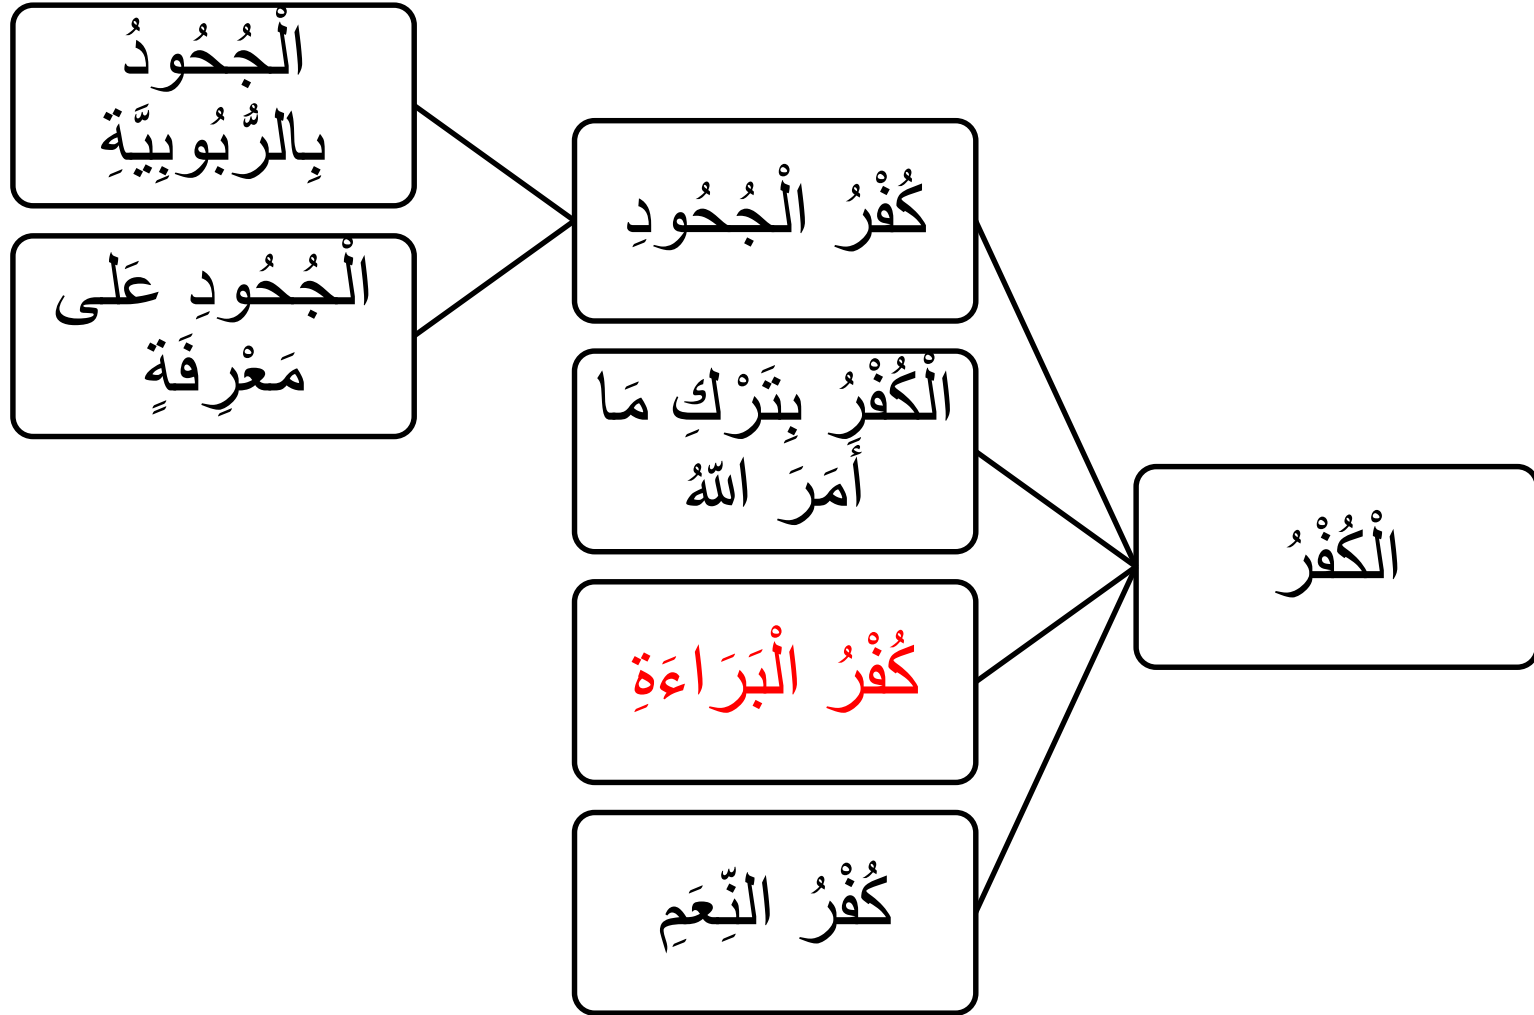 الْكُفْرُ
كُفْرُ الْجُحُودِ
الْجُحُودُ
بِالرُّبُوبِيَّةِ
الْجُحُودِ عَلى
مَعْرِفَةٍ
الْكُفْرُ بِتَرْكِ مَا
أَمَرَ اللّهُ
كُفْرُ الْبَرَاءَةِ
كُفْرُ النِّعَمِ